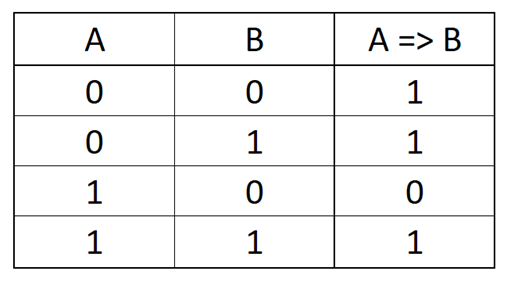 A B A => B
0 0 1
0 1 1
1 0 0
1 1 1